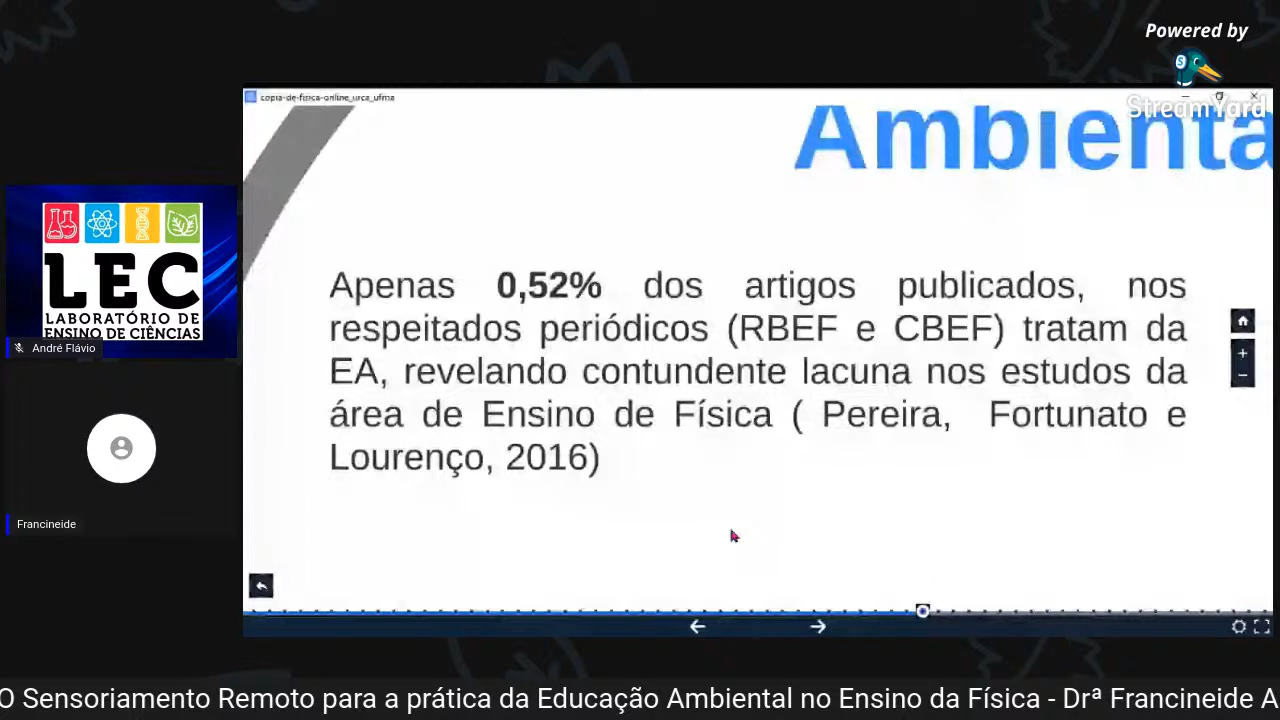 Powered by
StreamYard
copia-de-fisica-online_urca_ufma
Ambienta
Apenas 0,52% dos artigos publicados, nos
respeitados periódicos (RBEF e CBEF) tratam da
EA, revelando contundente lacuna nos estudos da
área de Ensino de Física ( Pereira, Fortunato e
Lourenço, 2016)
LEC
LABORATÓRIO DE
ENSINO DE CIÊNCIAS
André Flávio
Francineide
O Sensoriamento Remoto para a prática da Educação Ambiental no Ensino da Física - Drª Francineide A